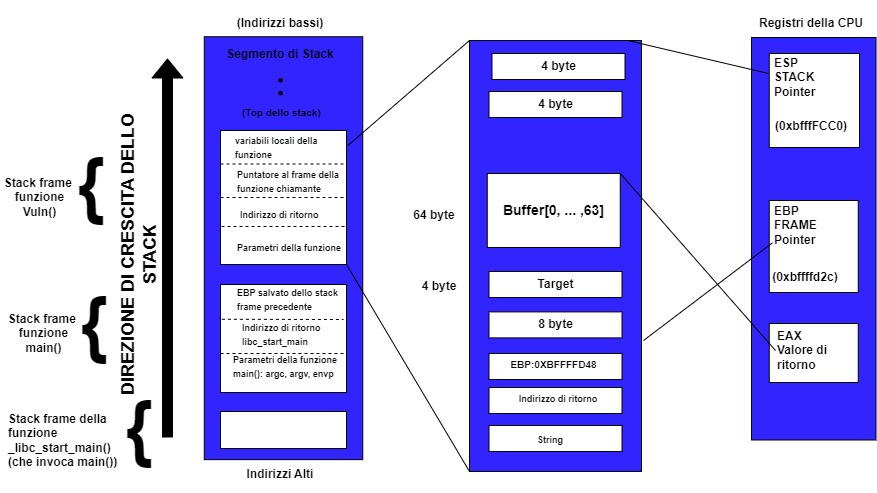 (Indirizzi bassi)
Segmento di Stack
(Top dello stack)
variabili locali della
funzione
Puntatore al frame della
funzione chiamante
Indirizzo di ritorno
Parametri della funzione
EBP salvato dello stack
frame precedente
Indirizzo di ritorno
libc_start_main
Parametri della funzione
main(): argc, argv, envp
Indirizzi Alti
DIREZIONE DI CRESCITA DELLO
STACK
Stack frame
funzione
Vuln()
Stack frame
funzione
main()
Stack frame della
funzione
_libc_start_main()
(che invoca main())
4 byte
4 byte
64 byte
Buffer[0, ... ,63]
4 byte
Target
8 byte
EBP:0XBFFFFD48
Indirizzo di ritorno
String
Registri della CPU
ESP
STACK
Pointer
(0xbfffFCC0)
EBP
FRAME
Pointer
(0xbffffd2c)
EAX
Valore di
ritorno